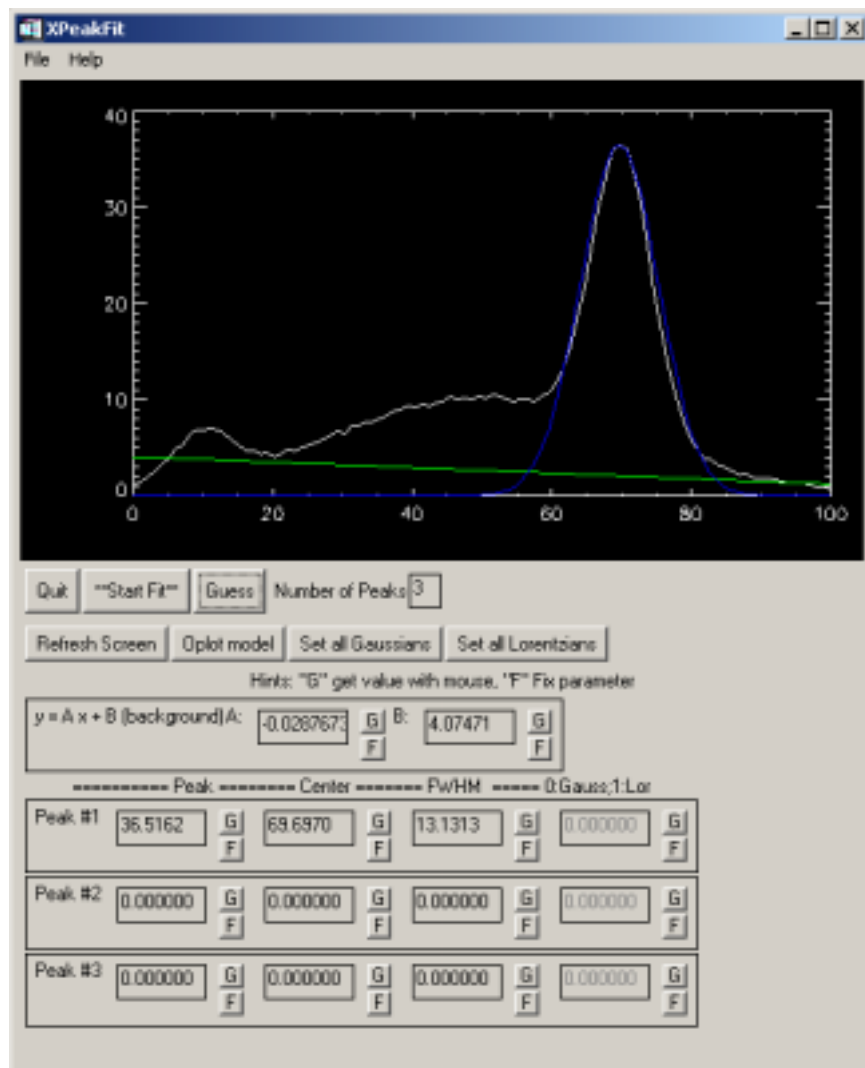 XPeakFit
File Help
40
30
20
10
0
0 20 40 60 80 100
Quit **Start Fit** Guess Number of Peaks 3
Refresh Screen Oplot model Set all Gaussians Set all Lorentzians
Hints: "G" get value with mouse, "F" Fix parameter
y = A x + B (background) A: -0.0287673 G B: 4.07471 G
F F
========== Peak ======== Center ======= FWHM ===== 0:Gauss;1:Lor
Peak #1 36.5162 G 69.6970 G 13.1313 G 0.000000 G
F F F F
Peak #2 0.000000 G 0.000000 G 0.000000 G 0.000000 G
F F F F
Peak #3 0.000000 G 0.000000 G 0.000000 G 0.000000 G
F F F F